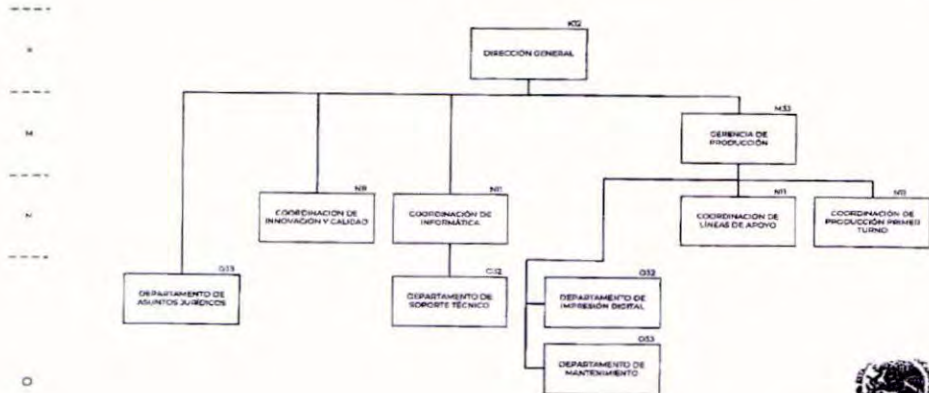 K12
DIRECCIÓN GENERAL
K
M33
GERENCIA DE
PRODUCCIÓN
M
N11
COORDINACIÓN DE
INNOVACIÓN Y CALIDAD
N11
COORDINACIÓN DE
INFORMÁTICA
N11
COORDINACIÓN DE
LÍNEAS DE APOYO
N11
COORDINACIÓN DE
PRODUCCIÓN PRIMER
TURNO
N
O33
DEPARTAMENTO DE
ASUNTOS JURÍDICOS
O32
DEPARTAMENTO DE
SOPORTE TÉCNICO
O32
DEPARTAMENTO DE
IMPRESIÓN DIGITAL
O33
DEPARTAMENTO DE
MANTENIMIENTO
O